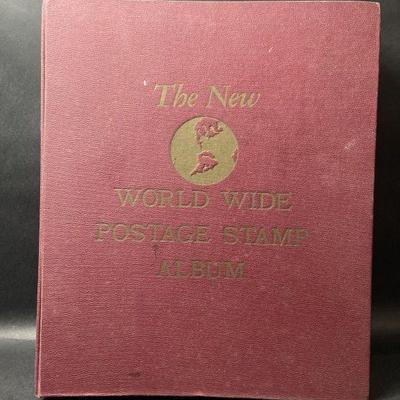 The New
WORLD WIDE
POSTAGE STAMP
ALBUM